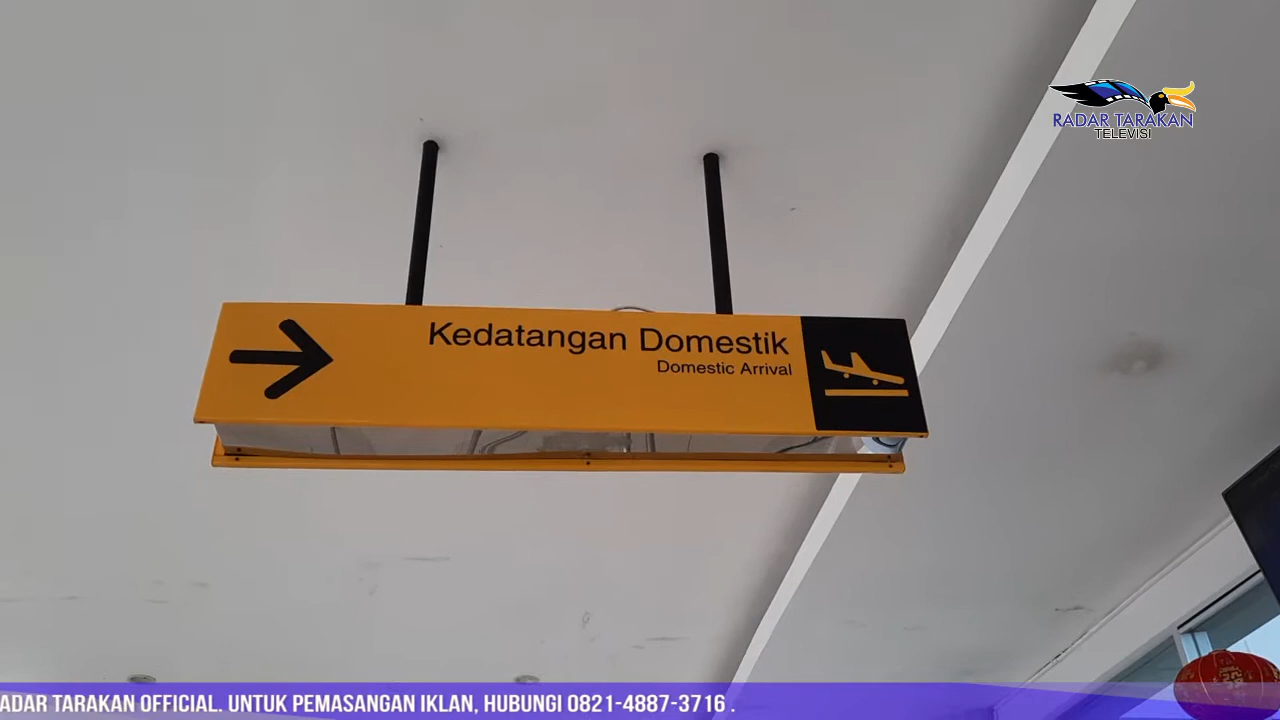 RADAR TARAKAN
TELEVISI
Kedatangan Domestik
Domestic Arrival
ADAR TARAKAN OFFICIAL. UNTUK PEMASANGAN IKLAN, HUBUNGI 0821-4887-3716 .